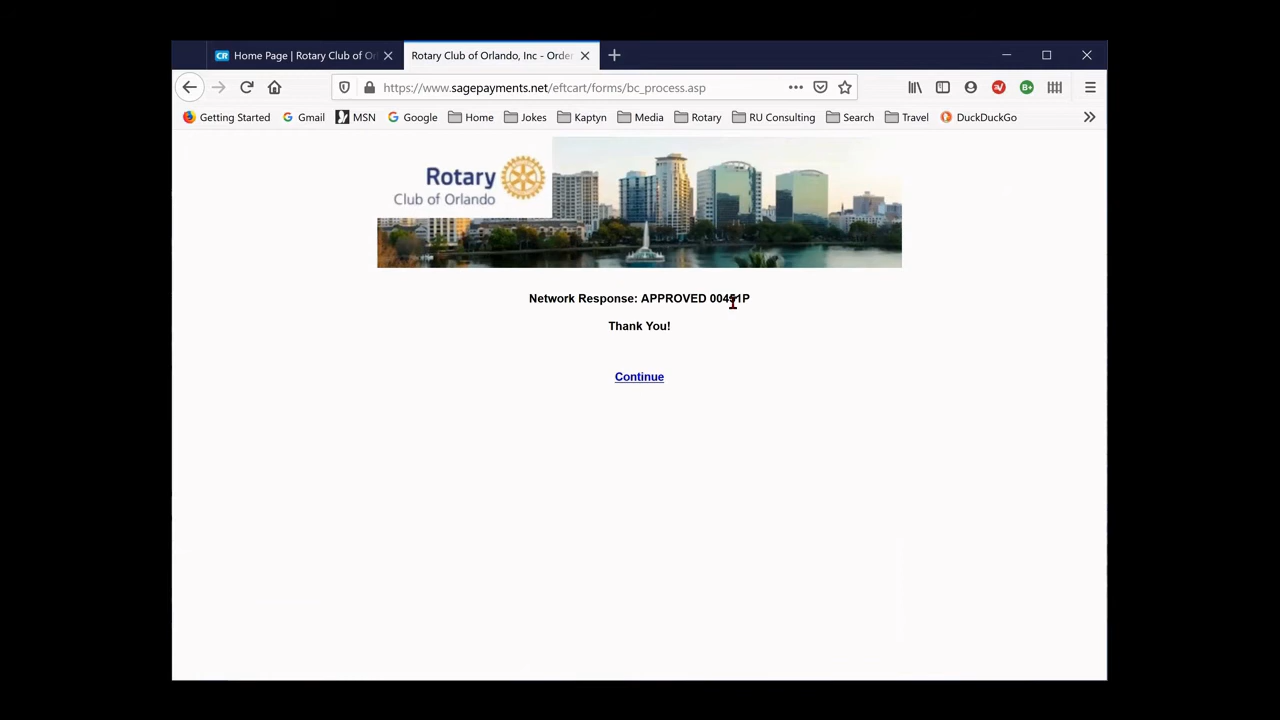 Home Page | Rotary Club of Or
Rotary Club of Orlando, Inc - Order
https://www.sagepayments.net/eftcart/forms/bc_process.asp
Getting Started Gmail MSN Google Home Jokes Kaptyn Media Rotary RU Consulting Search Travel DuckDuckGo
Rotary
Club of Orlando
Network Response: APPROVED 00451P
Thank You!
Continue